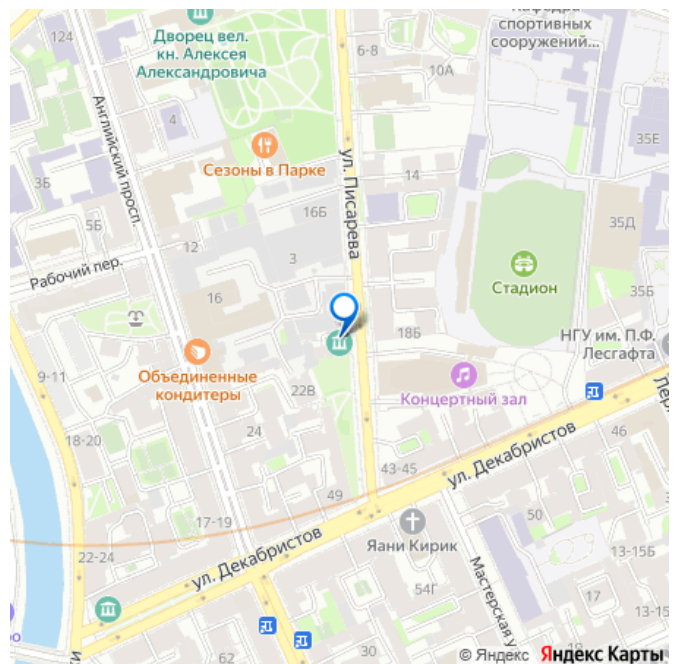 124
Дворец вел.
кн. Алексея
Александровича
6-8
10А
спортивных
сооружений...
Английский просп.
4
ул. Писарева
35Е
Сезоны в Парке
14
3Б
16Б
5Б
12
3
35Д
Рабочий пер.
Стадион
16
35Б
18Б
НГУ им. П.Ф.
Лесгафта
9-11
Объединенные
кондитеры
22В
Концертный зал
18-20
24
ул. Декабристов
46
43-45
49
17-19
50
ул. Декабристов
Яани Кирик
22-24
Мастерская у
13-15Б
54Г
13-15
19
17
30
62
© Яндекс Яндекс Карты